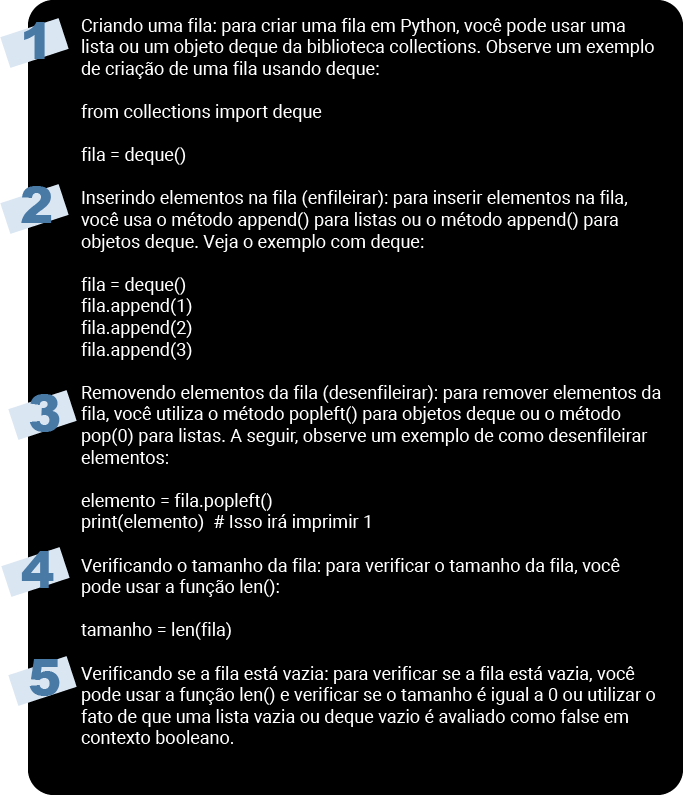 1
Criando uma fila: para criar uma fila em Python, você pode usar uma
lista ou um objeto deque da biblioteca collections. Observe um exemplo
de criação de uma fila usando deque:
from collections import deque
fila = deque()
2
Inserindo elementos na fila (enfileirar): para inserir elementos na fila,
você usa o método append() para listas ou o método append() para
objetos deque. Veja o exemplo com deque:
fila = deque()
fila.append(1)
fila.append(2)
fila.append(3)
3
Removendo elementos da fila (desenfileirar): para remover elementos da
fila, você utiliza o método popleft() para objetos deque ou o método
pop(0) para listas. A seguir, observe um exemplo de como desenfileirar
elementos:
elemento = fila.popleft()
print(elemento)  # Isso irá imprimir 1
4
Verificando o tamanho da fila: para verificar o tamanho da fila, você
pode usar a função len():
tamanho = len(fila)
5
Verificando se a fila está vazia: para verificar se a fila está vazia, você
pode usar a função len() e verificar se o tamanho é igual a 0 ou utilizar o
fato de que uma lista vazia ou deque vazio é avaliado como false em
contexto booleano.